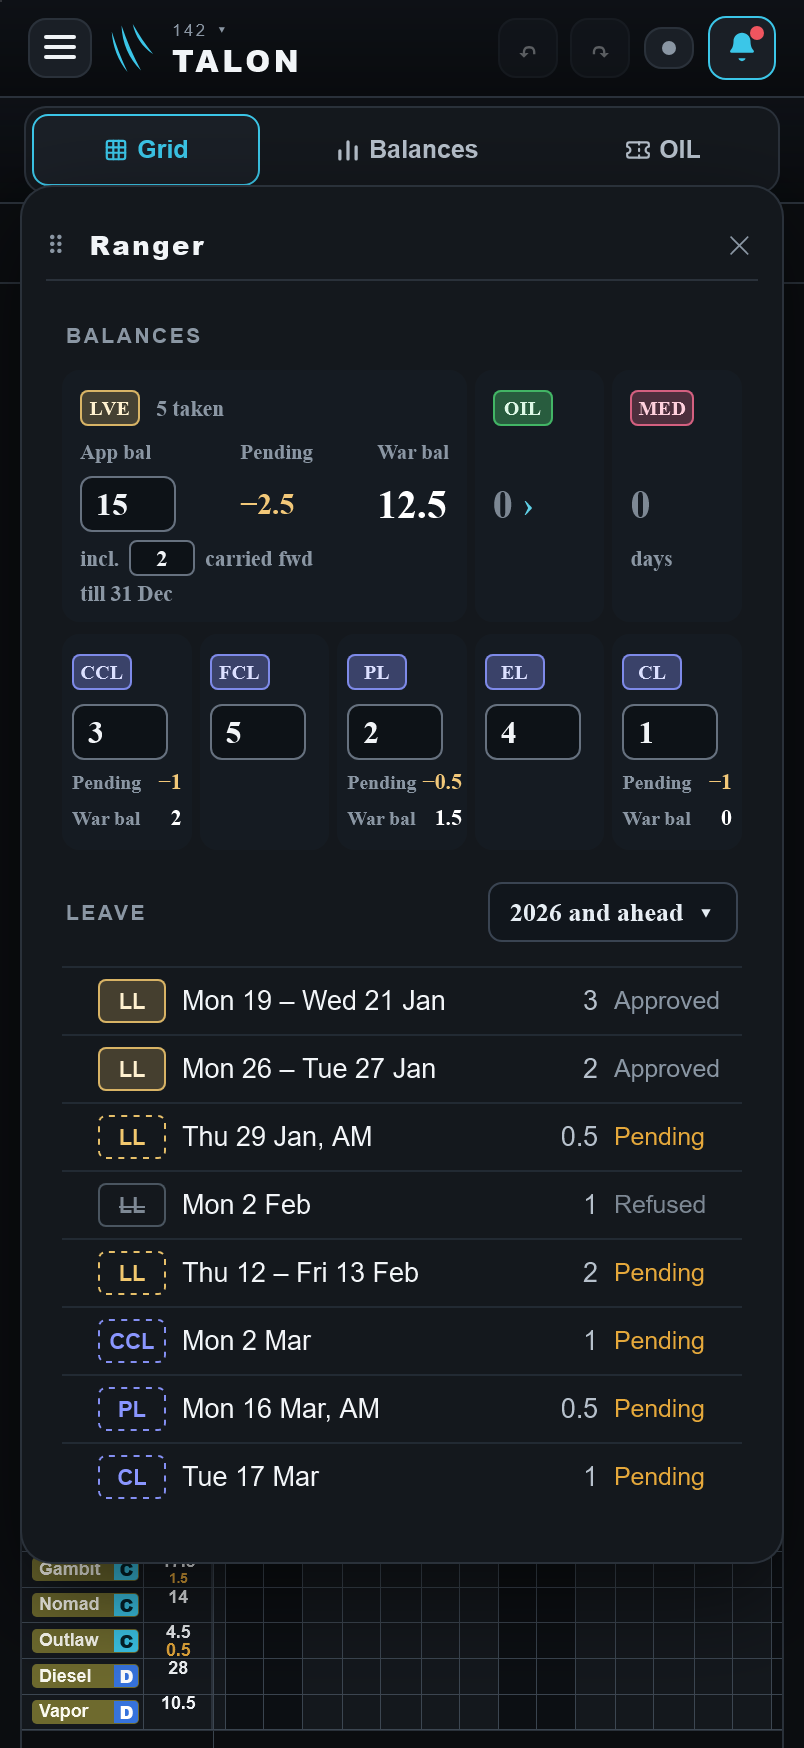 142 ▾
TALON
Grid
Balances
OIL
Ranger
BALANCES
LVE 5 taken
App bal Pending War bal
15 −2.5 12.5
incl. 2 carried fwd
till 31 Dec
OIL
0 ›
MED
0
days
CCL
3
Pending −1
War bal 2
FCL
5
PL
2
Pending −0.5
War bal 1.5
EL
4
CL
1
Pending −1
War bal 0
LEAVE
2026 and ahead ▼
LL Mon 19 – Wed 21 Jan 3 Approved
LL Mon 26 – Tue 27 Jan 2 Approved
LL Thu 29 Jan, AM 0.5 Pending
LL Mon 2 Feb 1 Refused
LL Thu 12 – Fri 13 Feb 2 Pending
CCL Mon 2 Mar 1 Pending
PL Mon 16 Mar, AM 0.5 Pending
CL Tue 17 Mar 1 Pending
Gambit C
1.5
Nomad C 14
Outlaw C 4.5
0.5
Diesel D 28
Vapor D 10.5